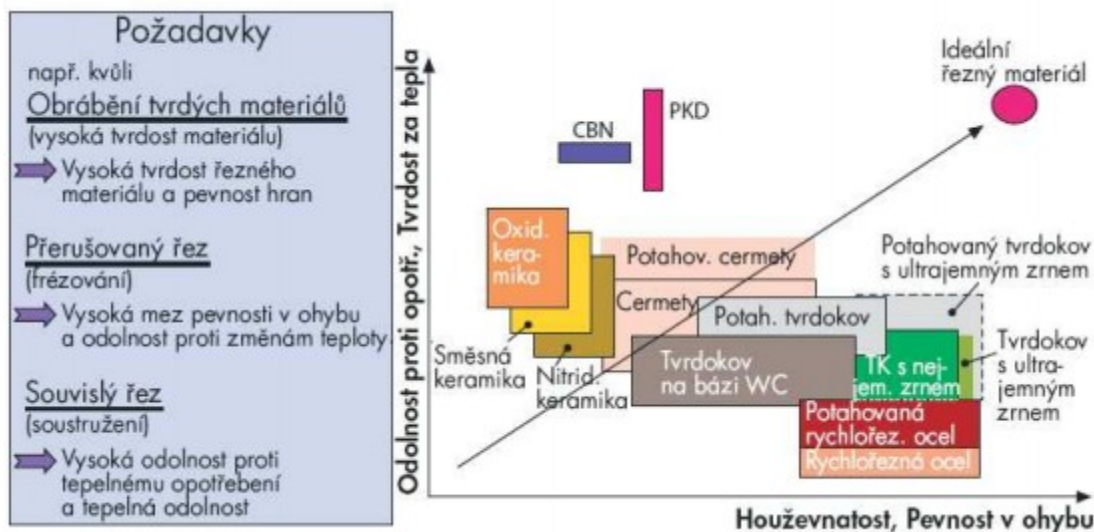 Požadavky
např. kvůli
Obrábění tvrdých materiálů
(vysoká tvrdost materiálu)
Vysoká tvrdost řezného
materiálu a pevnost hran
Přerušovaný řez
(frézování)
Vysoká mez pevnosti v ohybu
a odolnost proti změnám teploty
Souvislý řez
(soustružení)
Vysoká odolnost proti
tepelnému opotřebení
a tepelná odolnost
Odolnost proti opotř., Tvrdost za tepla
Ideální
řezný materiál
CBN
PKD
Oxid.
kera-
mika
Směsná
keramika
Nitrid.
keramika
Potahov. cermety
Cermety
Potah. tvrdokov
Tvrdokov
na bázi WC
Potahovaný tvrdokov
s ultrajemným zrnem
TK s nej-
jem. zrnem
Tvrdokov
s ultra-
jemným
zrnem
Potahovaná
rychlořez. ocel
Rychlořezná ocel
Houževnatost, Pevnost v ohybu